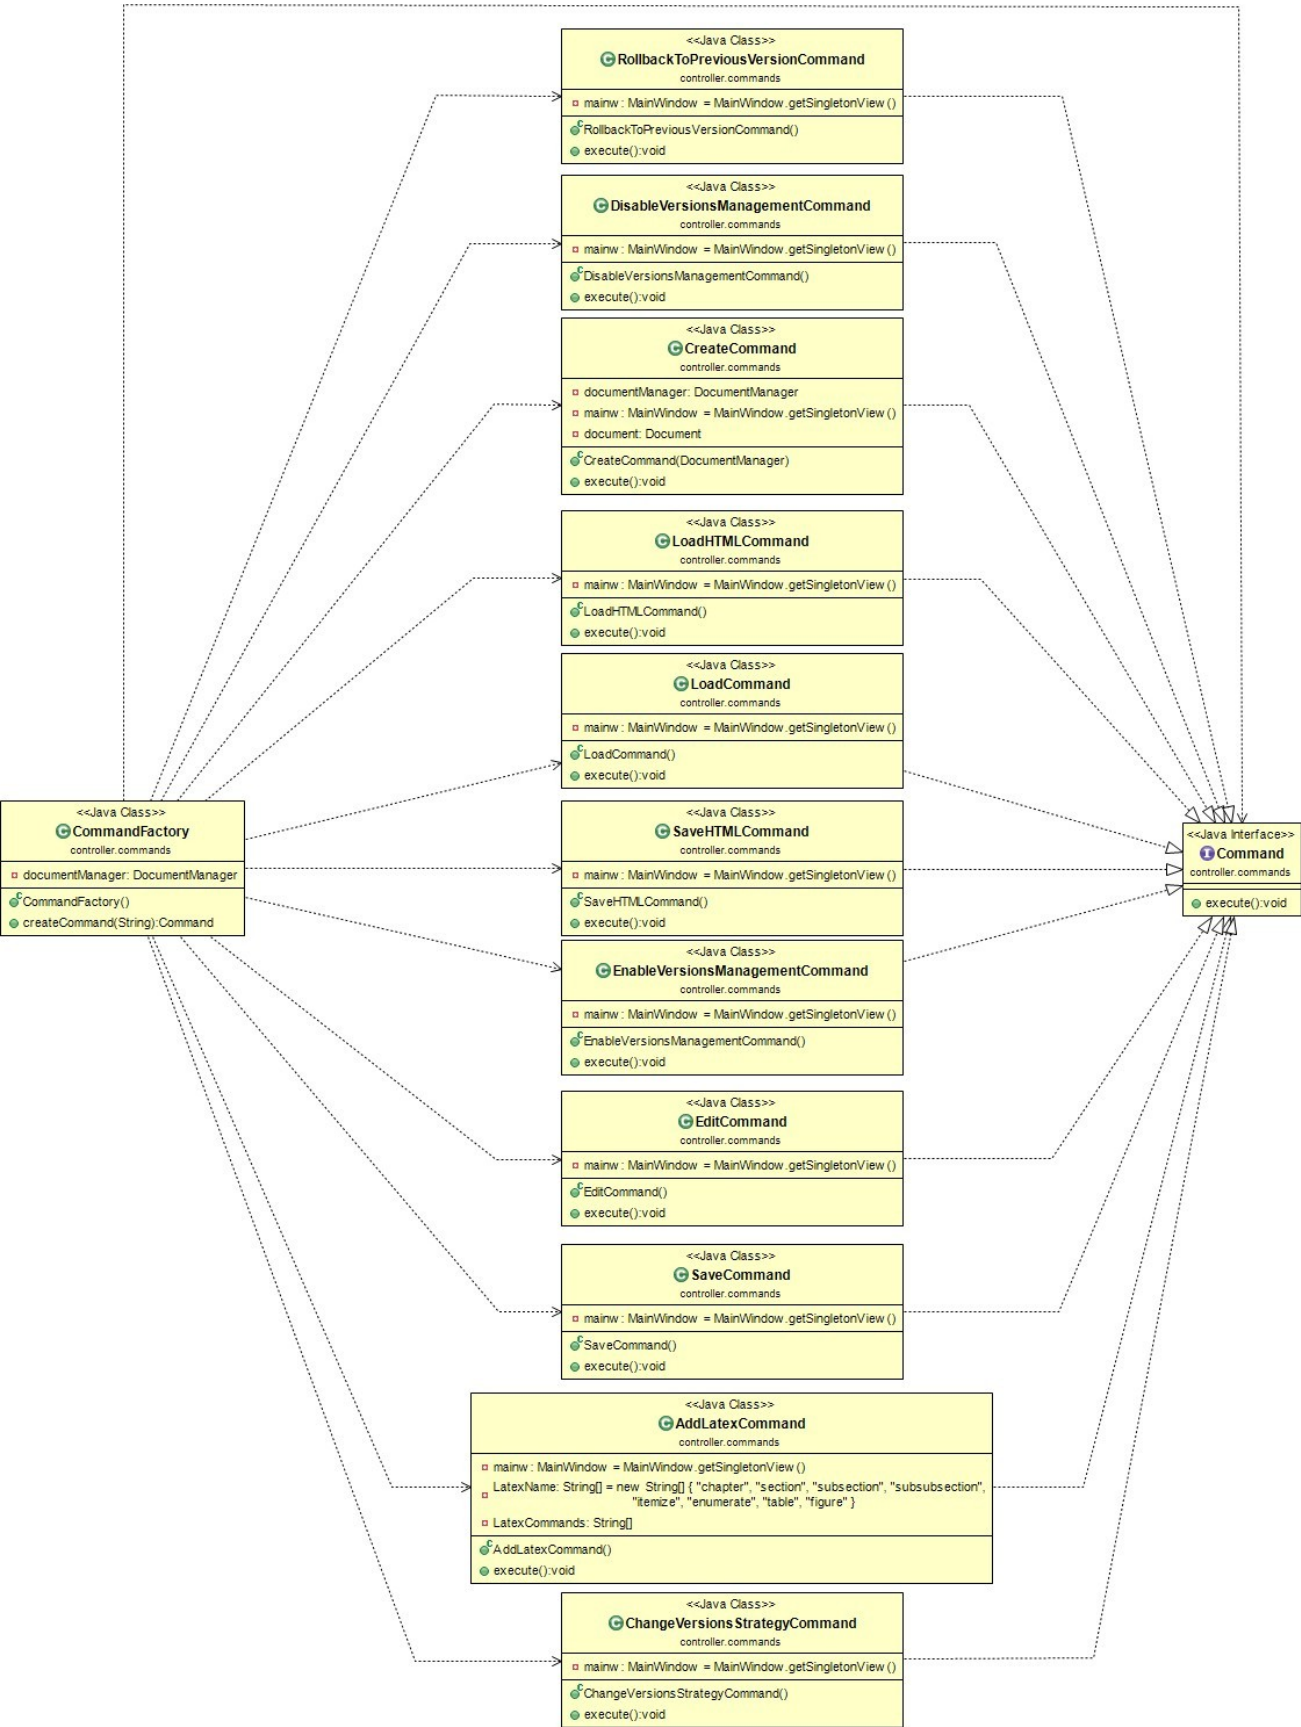 <<Java Class>>
RollbackToPreviousVersionCommand
controller.commands
mainw : MainWindow = MainWindow.getSingletonView()
RollbackToPreviousVersionCommand()
execute():void
<<Java Class>>
DisableVersionsManagementCommand
controller.commands
mainw : MainWindow = MainWindow.getSingletonView()
DisableVersionsManagementCommand()
execute():void
<<Java Class>>
CreateCommand
controller.commands
documentManager: DocumentManager
mainw : MainWindow = MainWindow.getSingletonView()
document: Document
CreateCommand(DocumentManager)
execute():void
<<Java Class>>
LoadHTMLCommand
controller.commands
mainw : MainWindow = MainWindow.getSingletonView()
LoadHTMLCommand()
execute():void
<<Java Class>>
LoadCommand
controller.commands
mainw : MainWindow = MainWindow.getSingletonView()
LoadCommand()
execute():void
<<Java Class>>
CommandFactory
controller.commands
documentManager: DocumentManager
CommandFactory()
createCommand(String):Command
<<Java Class>>
SaveHTMLCommand
controller.commands
mainw : MainWindow = MainWindow.getSingletonView()
SaveHTMLCommand()
execute():void
<<Java Interface>>
Command
controller.commands
execute():void
<<Java Class>>
EnableVersionsManagementCommand
controller.commands
mainw : MainWindow = MainWindow.getSingletonView()
EnableVersionsManagementCommand()
execute():void
<<Java Class>>
EditCommand
controller.commands
mainw : MainWindow = MainWindow.getSingletonView()
EditCommand()
execute():void
<<Java Class>>
SaveCommand
controller.commands
mainw : MainWindow = MainWindow.getSingletonView()
SaveCommand()
execute():void
<<Java Class>>
AddLatexCommand
controller.commands
mainw : MainWindow = MainWindow.getSingletonView()
LatexName: String[] = new String[] { "chapter", "section", "subsection", "subsubsection",
"itemize", "enumerate", "table", "figure" }
LatexCommands: String[]
AddLatexCommand()
execute():void
<<Java Class>>
ChangeVersionsStrategyCommand
controller.commands
mainw : MainWindow = MainWindow.getSingletonView()
ChangeVersionsStrategyCommand()
execute():void